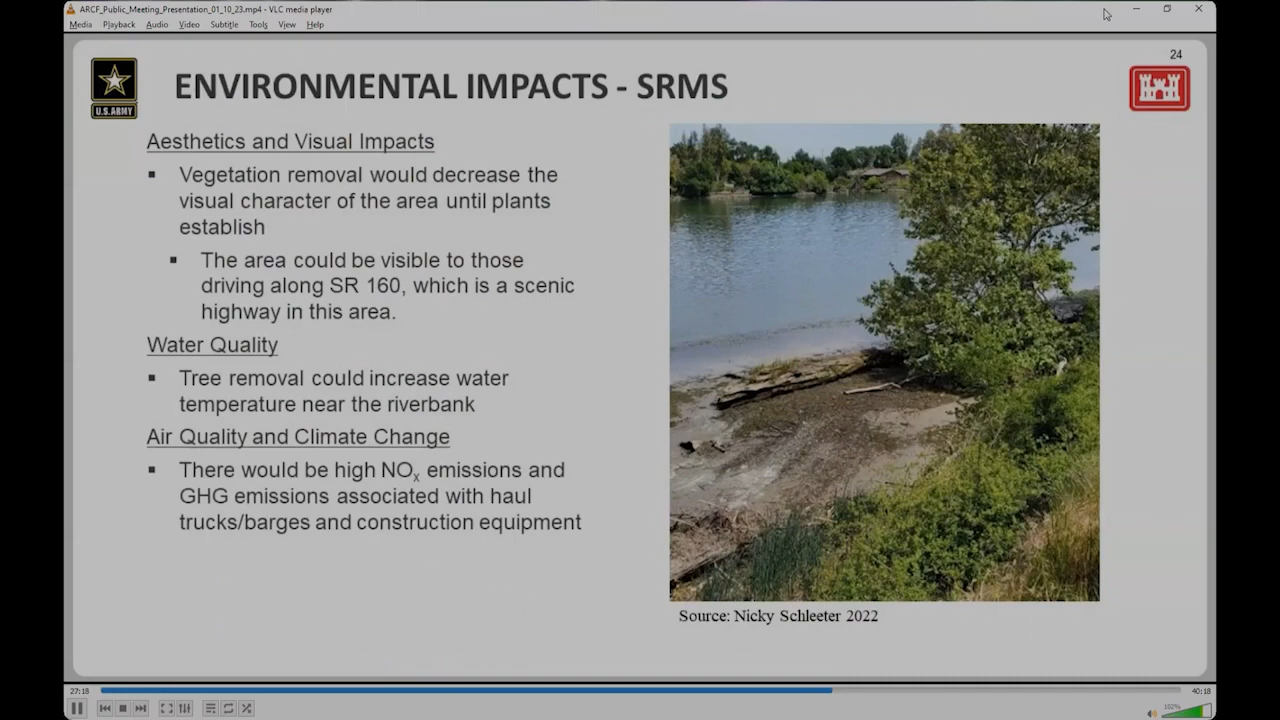 ARCF_Public_Meeting_Presentation_01_10_23.mp4 - VLC media player
Media Playback Audio Video Subtitle Tools View Help
24
U.S.ARMY
ENVIRONMENTAL IMPACTS - SRMS
Aesthetics and Visual Impacts
▪ Vegetation removal would decrease the
visual character of the area until plants
establish
▪ The area could be visible to those
driving along SR 160, which is a scenic
highway in this area.
Water Quality
▪ Tree removal could increase water
temperature near the riverbank
Air Quality and Climate Change
▪ There would be high NOx emissions and
GHG emissions associated with haul
trucks/barges and construction equipment
Source: Nicky Schleeter 2022
27:18
40:18
102%